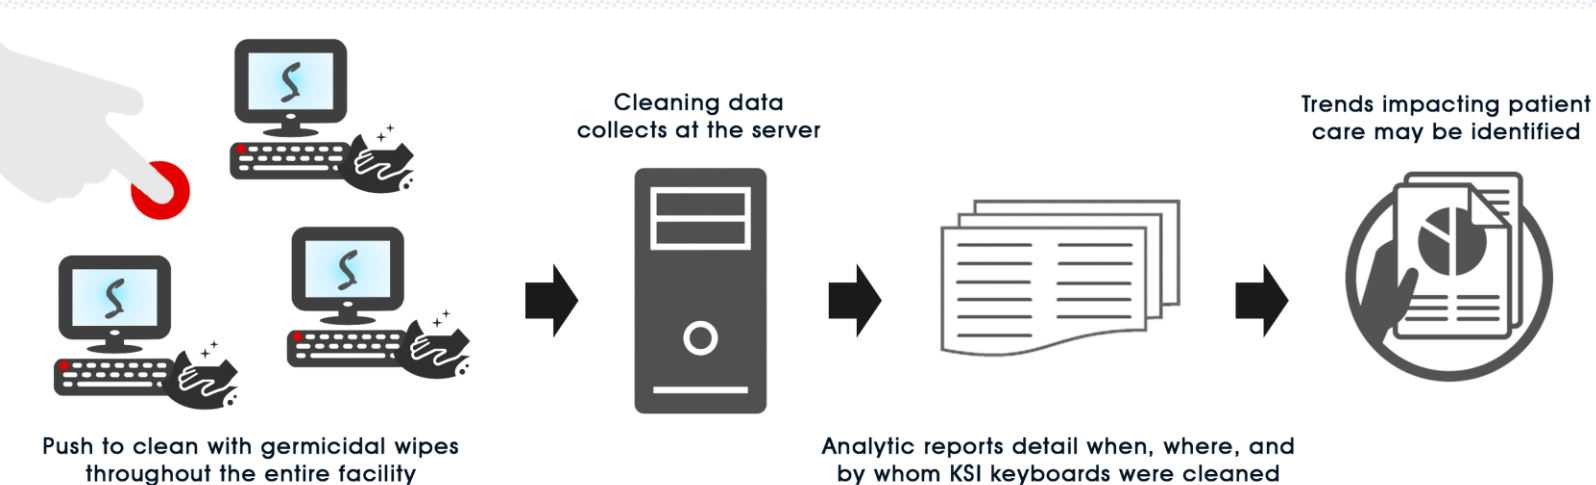 Push to clean with germicidal wipes
throughout the entire facility
Cleaning data
collects at the server
Analytic reports detail when, where, and
by whom KSI keyboards were cleaned
Trends impacting patient
care may be identified